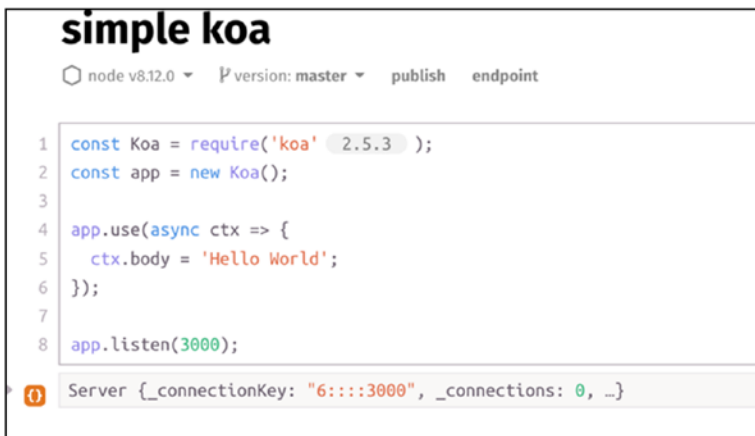 simple koa
node v8.12.0 version: master publish endpoint
1 const Koa = require('koa' 2.5.3 );
2 const app = new Koa();
3
4 app.use(async ctx => {
5   ctx.body = 'Hello World';
6 });
7
8 app.listen(3000);
{} Server {_connectionKey: "6::::3000", _connections: 0, …}